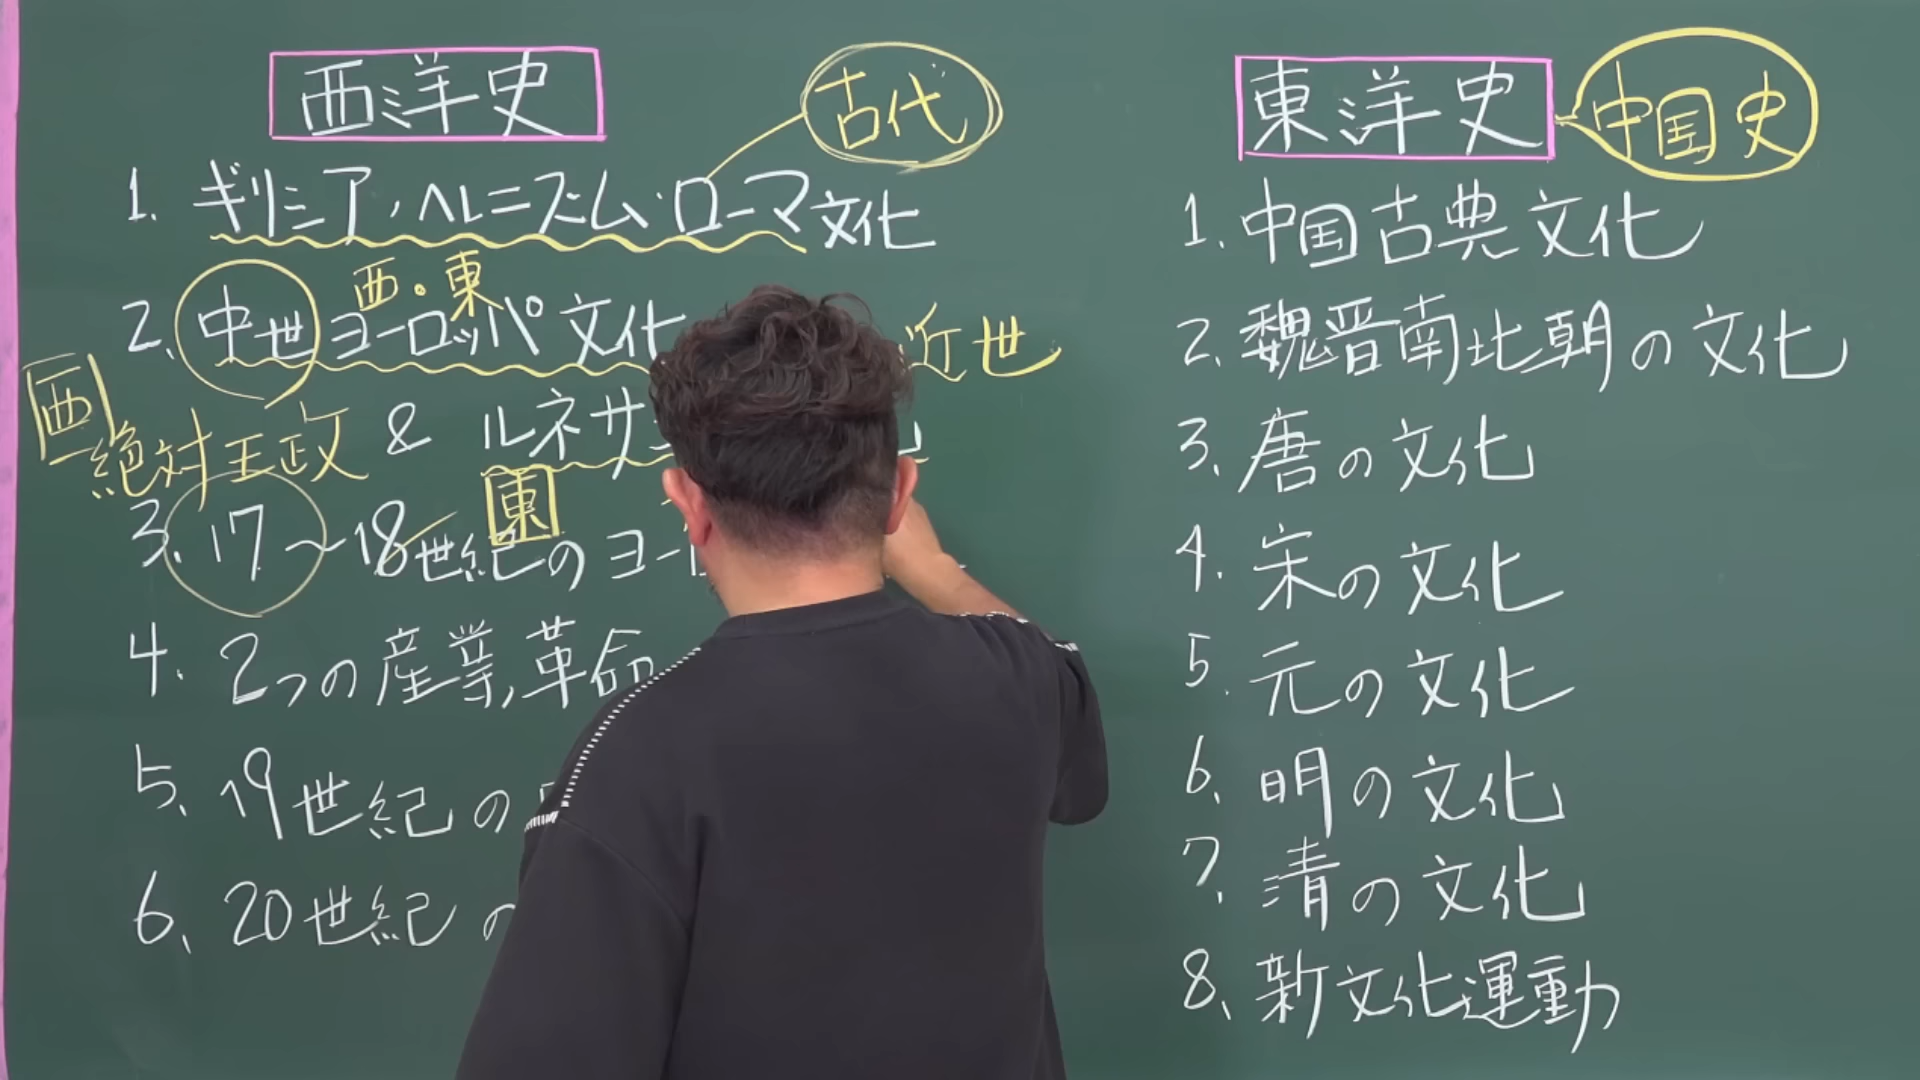 西洋史
古代
1. ギリシア・ヘレニズム・ローマ文化
西・東
2. 中世ヨーロッパ文化
近世
西
絶対王政
& ルネサ
東
3. 17〜18世紀のヨー
4. 2つの産業革命
5. 19世紀の
6. 20世紀の
東洋史
中国史
1. 中国古典文化
2. 魏晋南北朝の文化
3. 唐の文化
4. 宋の文化
5. 元の文化
6. 明の文化
7. 清の文化
8. 新文化運動